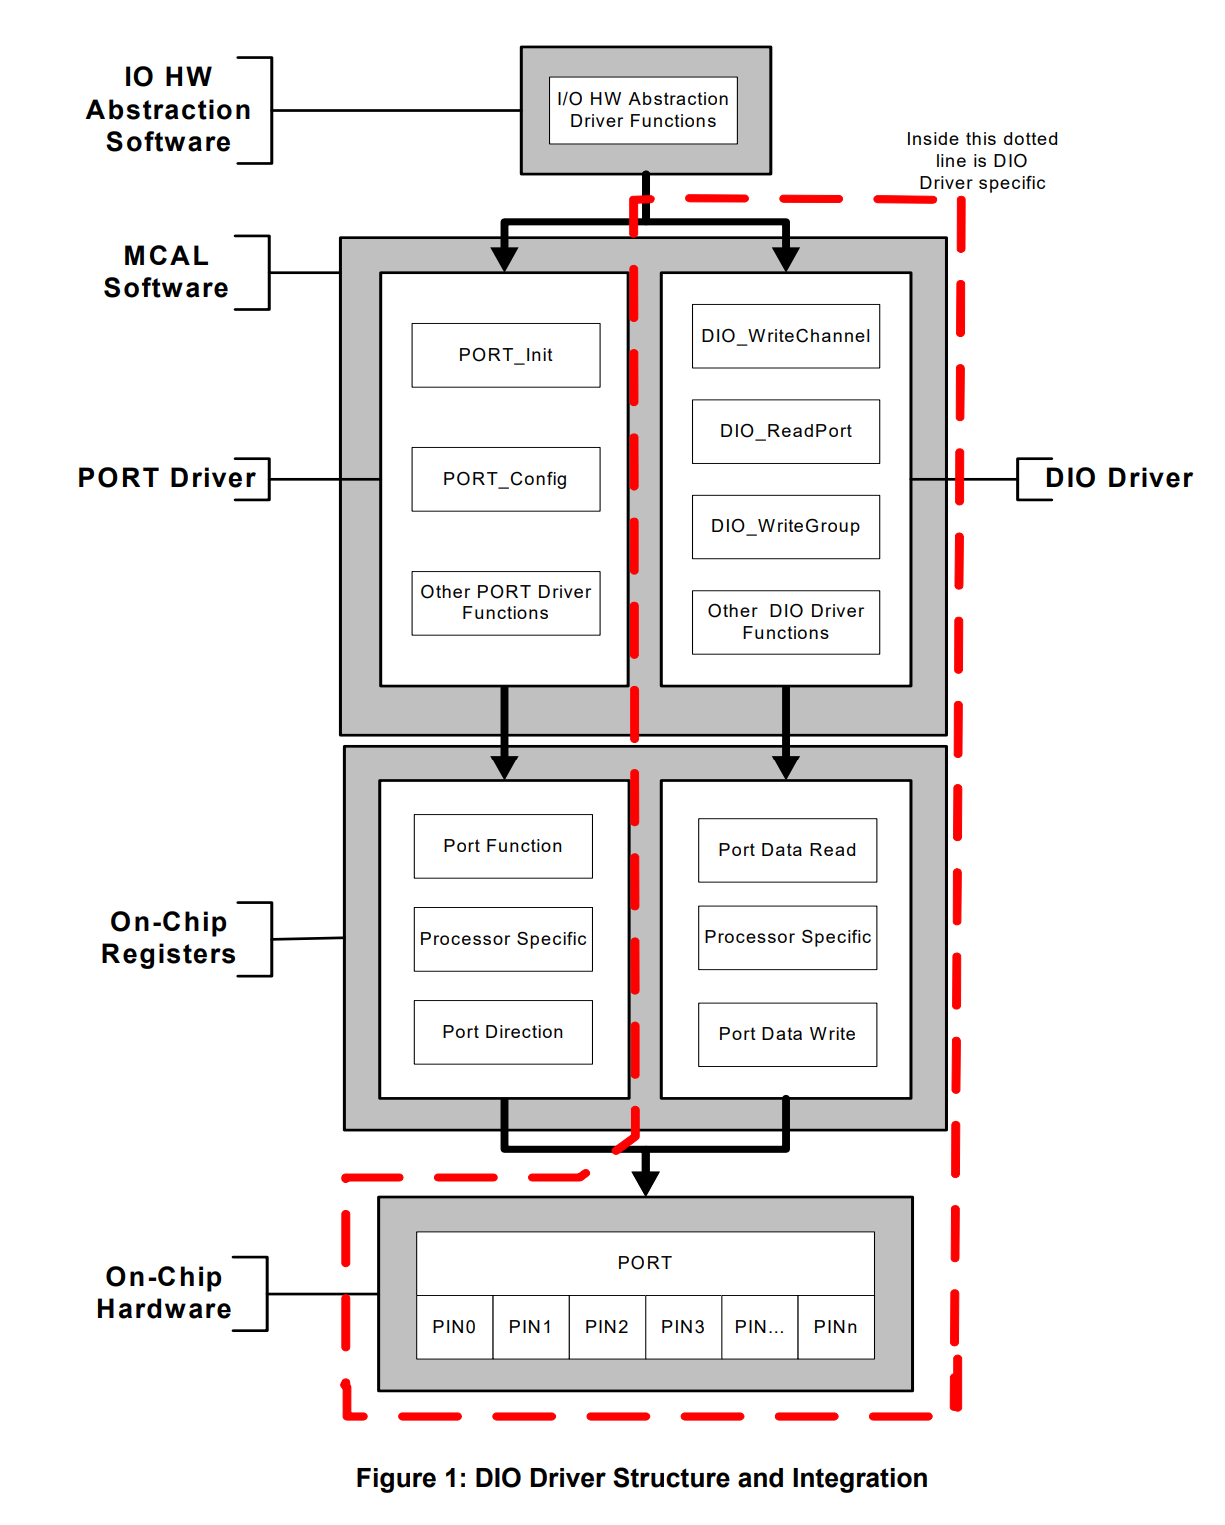 IO HW
Abstraction
Software
I/O HW Abstraction
Driver Functions
Inside this dotted
line is DIO
Driver specific
MCAL
Software
PORT_Init
DIO_WriteChannel
DIO_ReadPort
PORT Driver
PORT_Config
DIO Driver
DIO_WriteGroup
Other PORT Driver
Functions
Other DIO Driver
Functions
Port Function
Port Data Read
On-Chip
Registers
Processor Specific
Processor Specific
Port Direction
Port Data Write
On-Chip
Hardware
PORT
PIN0 PIN1 PIN2 PIN3 PIN... PINn
Figure 1: DIO Driver Structure and Integration